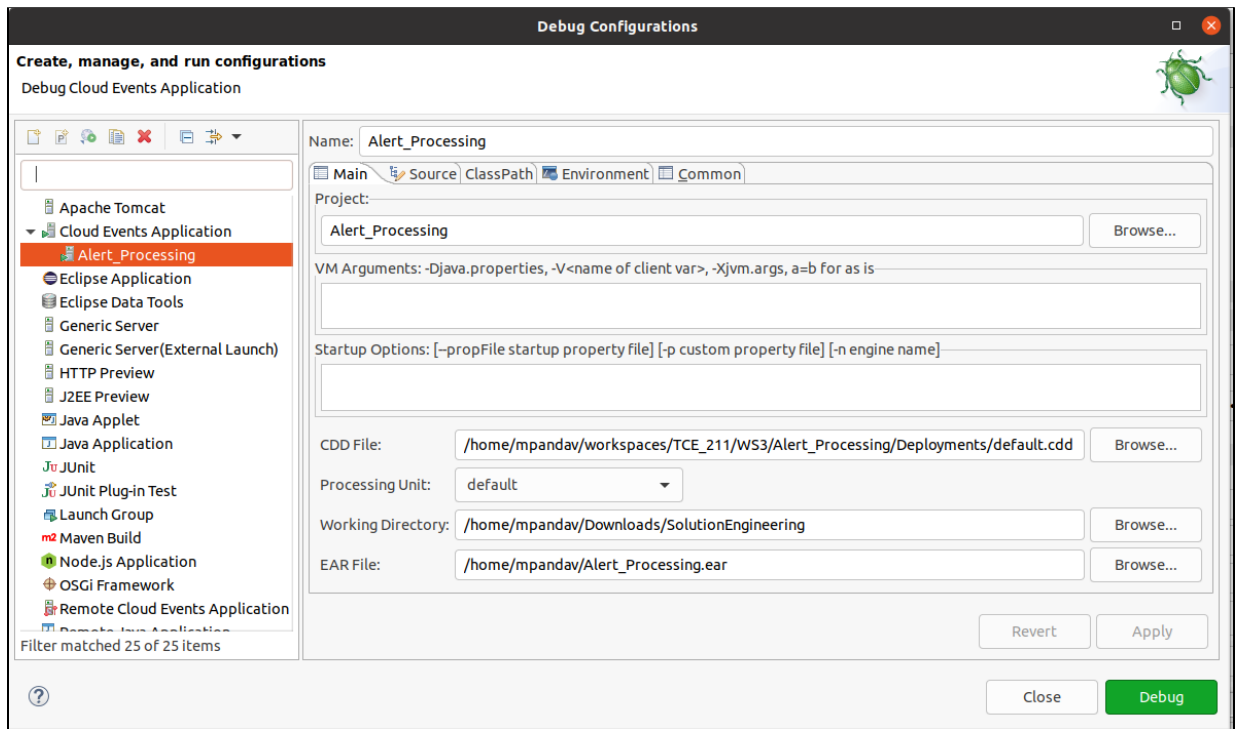 Debug Configurations
Create, manage, and run configurations
Debug Cloud Events Application
Name: Alert_Processing
Main Source ClassPath Environment Common
Apache Tomcat
Cloud Events Application
Alert_Processing
Eclipse Application
Eclipse Data Tools
Generic Server
Generic Server(External Launch)
HTTP Preview
J2EE Preview
Java Applet
Java Application
JUnit
JUnit Plug-in Test
Launch Group
Maven Build
Node.js Application
OSGi Framework
Remote Cloud Events Application
Remote Java Application
Filter matched 25 of 25 items
Project:
Alert_Processing Browse...
VM Arguments: -Djava.properties, -V<name of client var>, -Xjvm.args, a=b for as is
Startup Options: [--propFile startup property file] [-p custom property file] [-n engine name]
CDD File: /home/mpandav/workspaces/TCE_211/WS3/Alert_Processing/Deployments/default.cdd Browse...
Processing Unit: default
Working Directory: /home/mpandav/Downloads/SolutionEngineering Browse...
EAR File: /home/mpandav/Alert_Processing.ear Browse...
Revert Apply
Close Debug